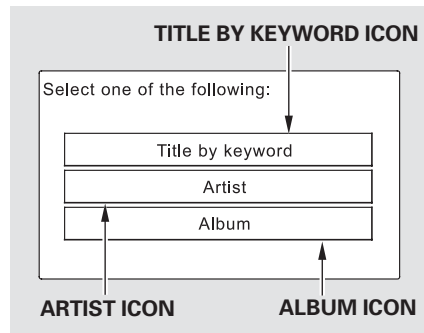 TITLE BY KEYWORD ICON
Select one of the following:
Title by keyword
Artist
Album
ARTIST ICON
ALBUM ICON